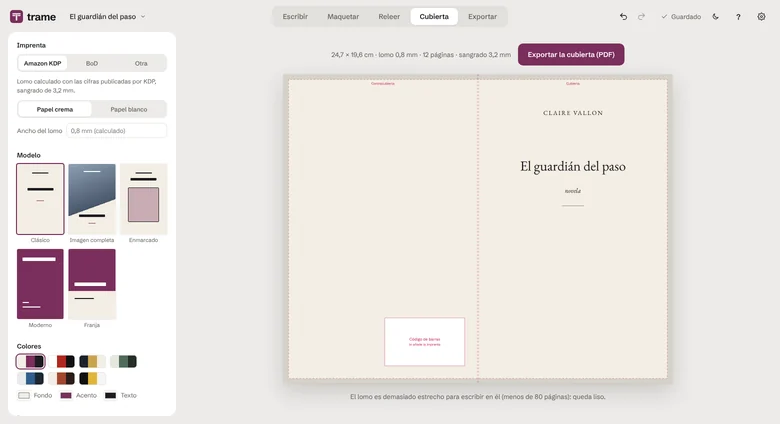 trame
El guardián del paso
Escribir
Maquetar
Releer
Cubierta
Exportar
Guardado
?
Imprenta
Amazon KDP
BoD
Otra
Lomo calculado con las cifras publicadas por KDP,
sangrado de 3,2 mm.
Papel crema
Papel blanco
Ancho del lomo
0,8 mm (calculado)
Modelo
Clásico
Imagen completa
Enmarcado
Moderno
Franja
Colores
Fondo
Acento
Texto
24,7 × 19,6 cm · lomo 0,8 mm · 12 páginas · sangrado 3,2 mm
Exportar la cubierta (PDF)
Contracubierta
Cubierta
CLAIRE VALLON
El guardián del paso
novela
Código de barras
lo añade la imprenta
El lomo es demasiado estrecho para escribir en él (menos de 80 páginas): queda liso.